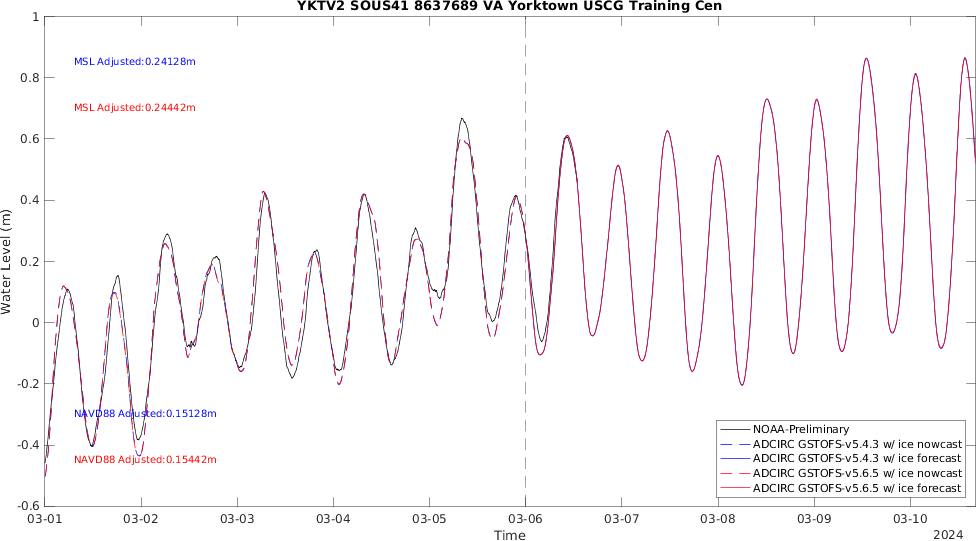 YKTV2 SOUS41 8637689 VA Yorktown USCG Training Cen
1
0.8
0.6
0.4
0.2
0
-0.2
-0.4
-0.6
Water Level (m)
MSL Adjusted:0.24128m
MSL Adjusted:0.24442m
NAVD88 Adjusted:0.15128m
NAVD88 Adjusted:0.15442m
NOAA-Preliminary
ADCIRC GSTOFS-v5.4.3 w/ ice nowcast
ADCIRC GSTOFS-v5.4.3 w/ ice forecast
ADCIRC GSTOFS-v5.6.5 w/ ice nowcast
ADCIRC GSTOFS-v5.6.5 w/ ice forecast
03-01 03-02 03-03 03-04 03-05 03-06 03-07 03-08 03-09 03-10
Time
2024